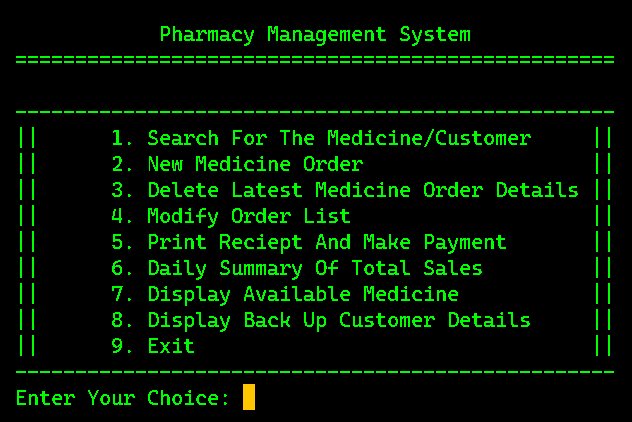 Pharmacy Management System
==================================================
--------------------------------------------------
||      1. Search For The Medicine/Customer     ||
||      2. New Medicine Order                   ||
||      3. Delete Latest Medicine Order Details ||
||      4. Modify Order List                    ||
||      5. Print Reciept And Make Payment       ||
||      6. Daily Summary Of Total Sales         ||
||      7. Display Available Medicine           ||
||      8. Display Back Up Customer Details     ||
||      9. Exit                                 ||
--------------------------------------------------
Enter Your Choice: